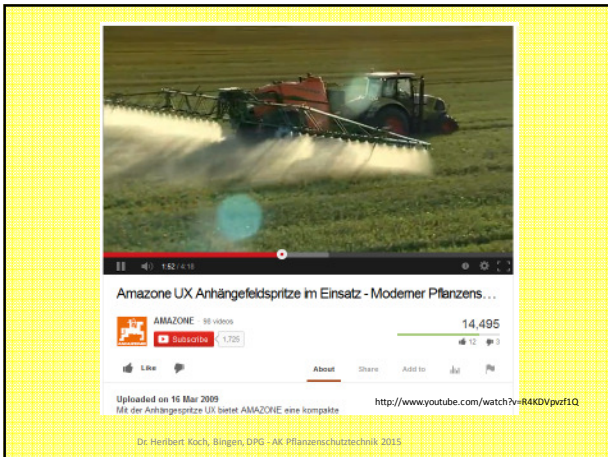 1:52 / 4:18
Amazone UX Anhängefeldspritze im Einsatz - Moderner Pflanzens...
AMAZONE · 98 videos
Subscribe 1,725
14,495
12 3
Like
About Share Add to
Uploaded on 16 Mar 2009
Mit der Anhängespritze UX bietet AMAZONE eine kompakte
http://www.youtube.com/watch?v=R4KDVpvzf1Q
Dr. Heribert Koch, Bingen, DPG - AK Pflanzenschutztechnik 2015